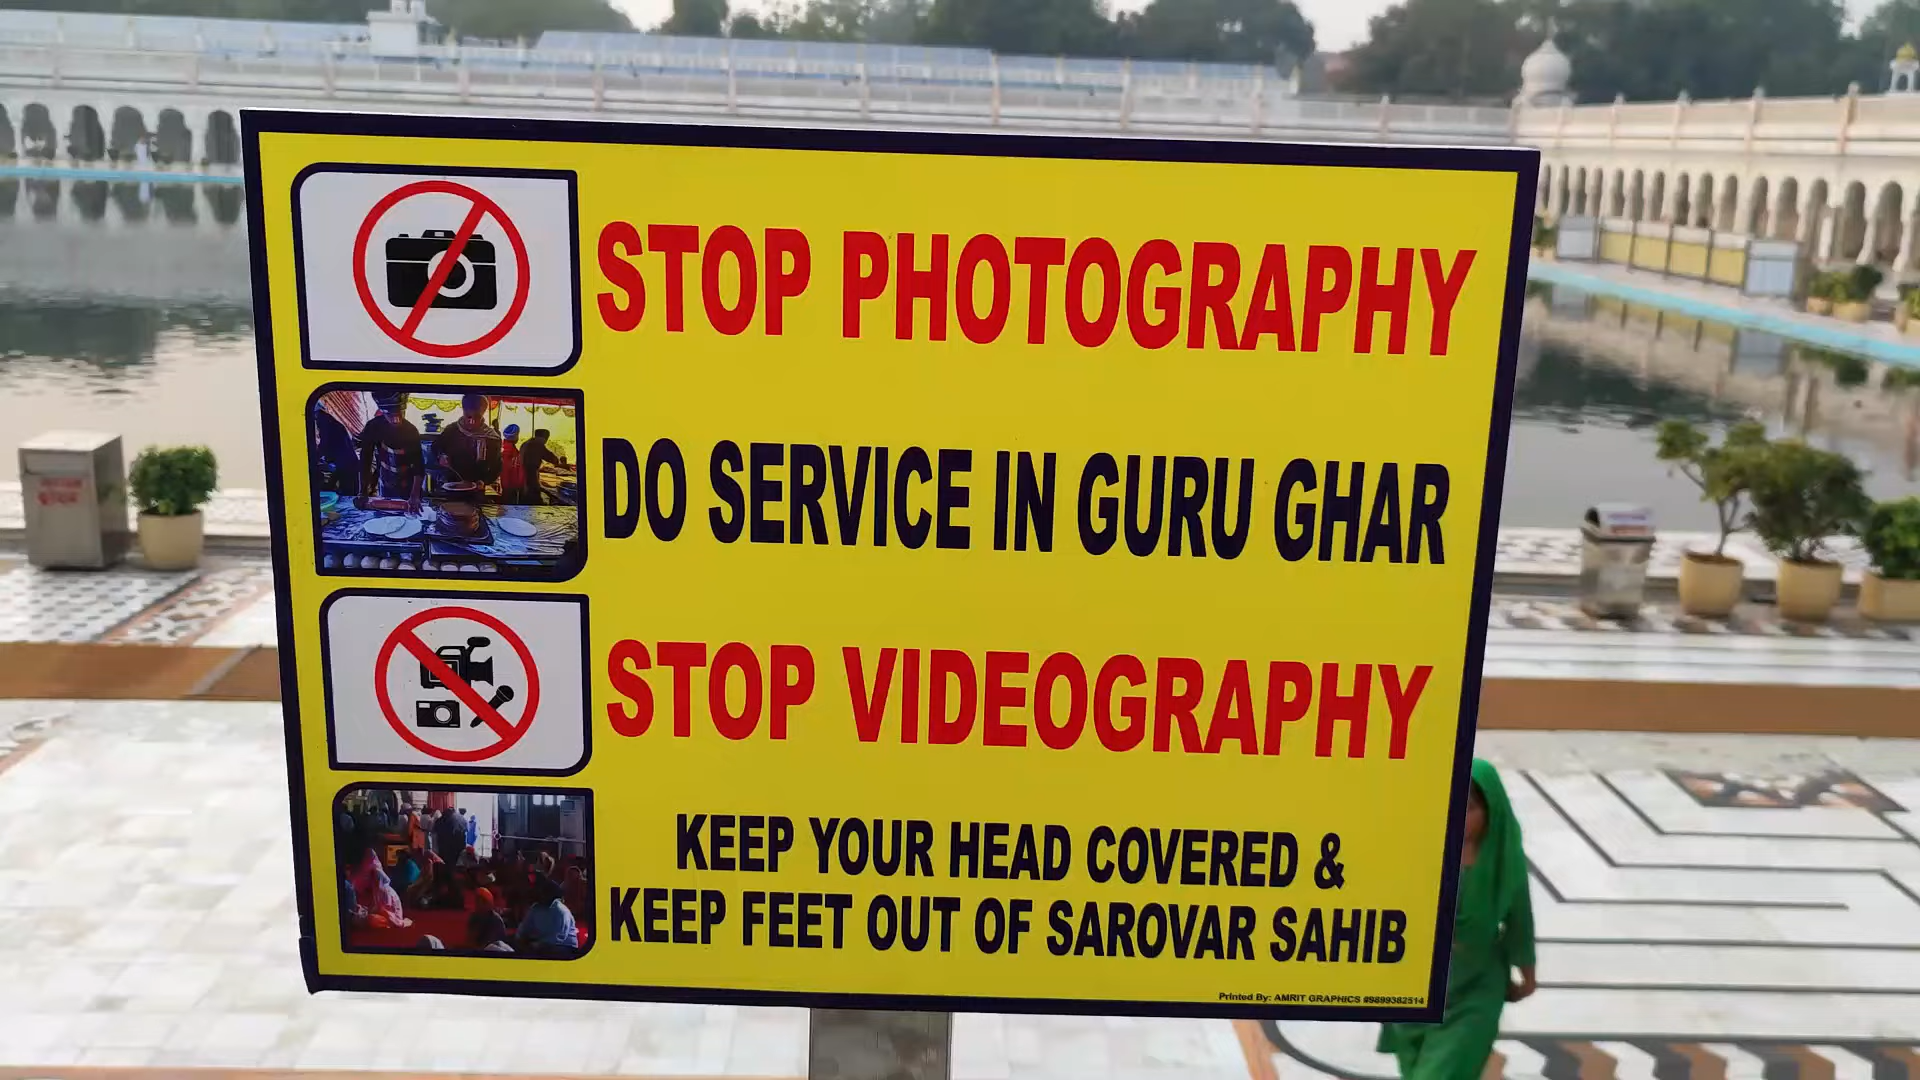 STOP PHOTOGRAPHY
DO SERVICE IN GURU GHAR
STOP VIDEOGRAPHY
KEEP YOUR HEAD COVERED &
KEEP FEET OUT OF SAROVAR SAHIB
Printed By: AMRIT GRAPHICS #9899382514